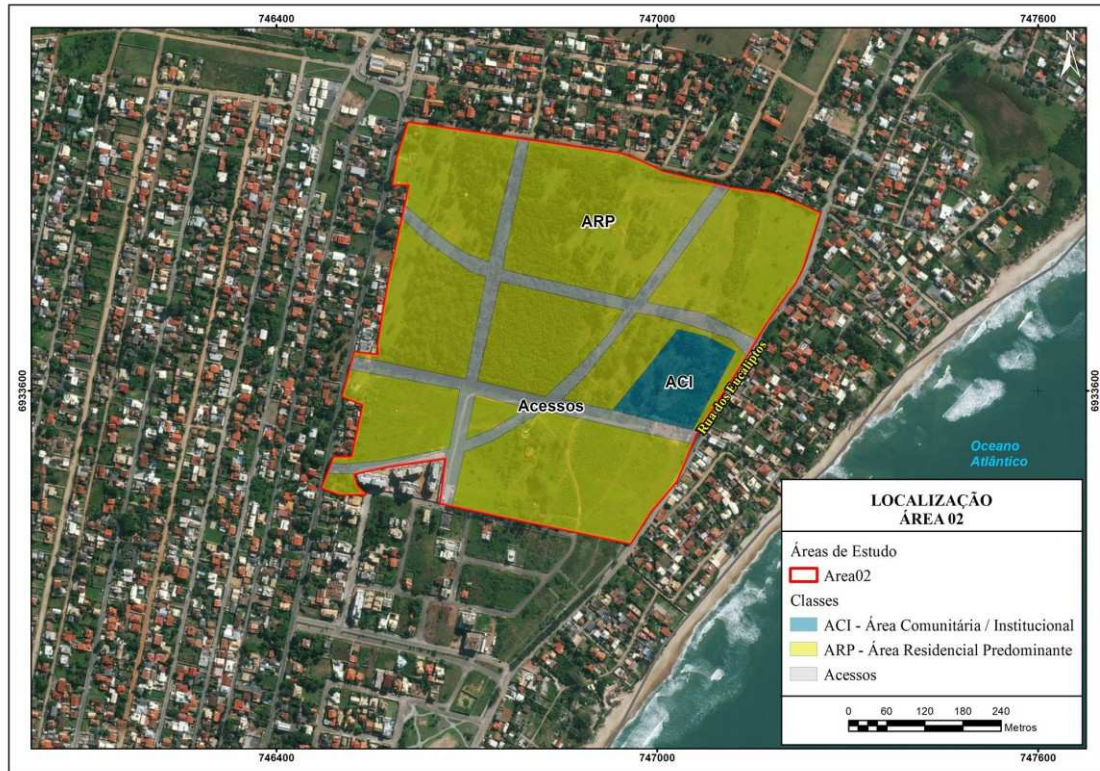 746400
747000
747600
N
ARP
6933600
6933600
ACI
Rua dos Eucaliptos
Acessos
Oceano
Atlântico
LOCALIZAÇÃO
ÁREA 02
Áreas de Estudo
Area02
Classes
ACI - Área Comunitária / Institucional
ARP - Área Residencial Predominante
Acessos
0 60 120 180 240
Metros
746400
747000
747600